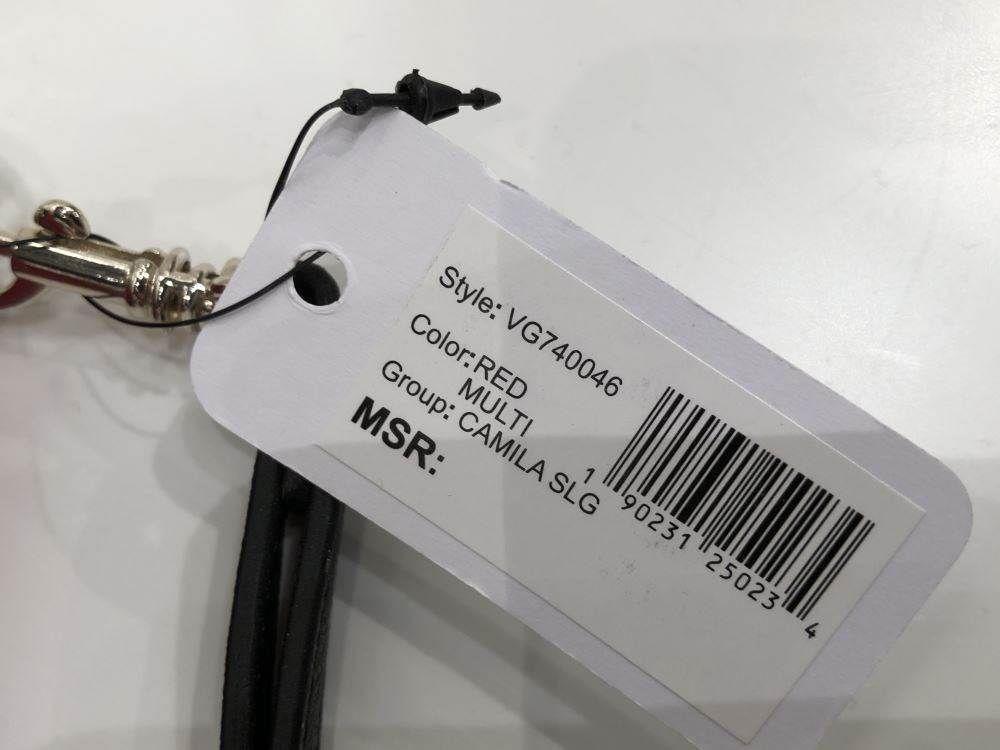 Style: VG740046
Color:RED
MULTI
Group: CAMILA SLG
MSR:
1 90231 25023 4